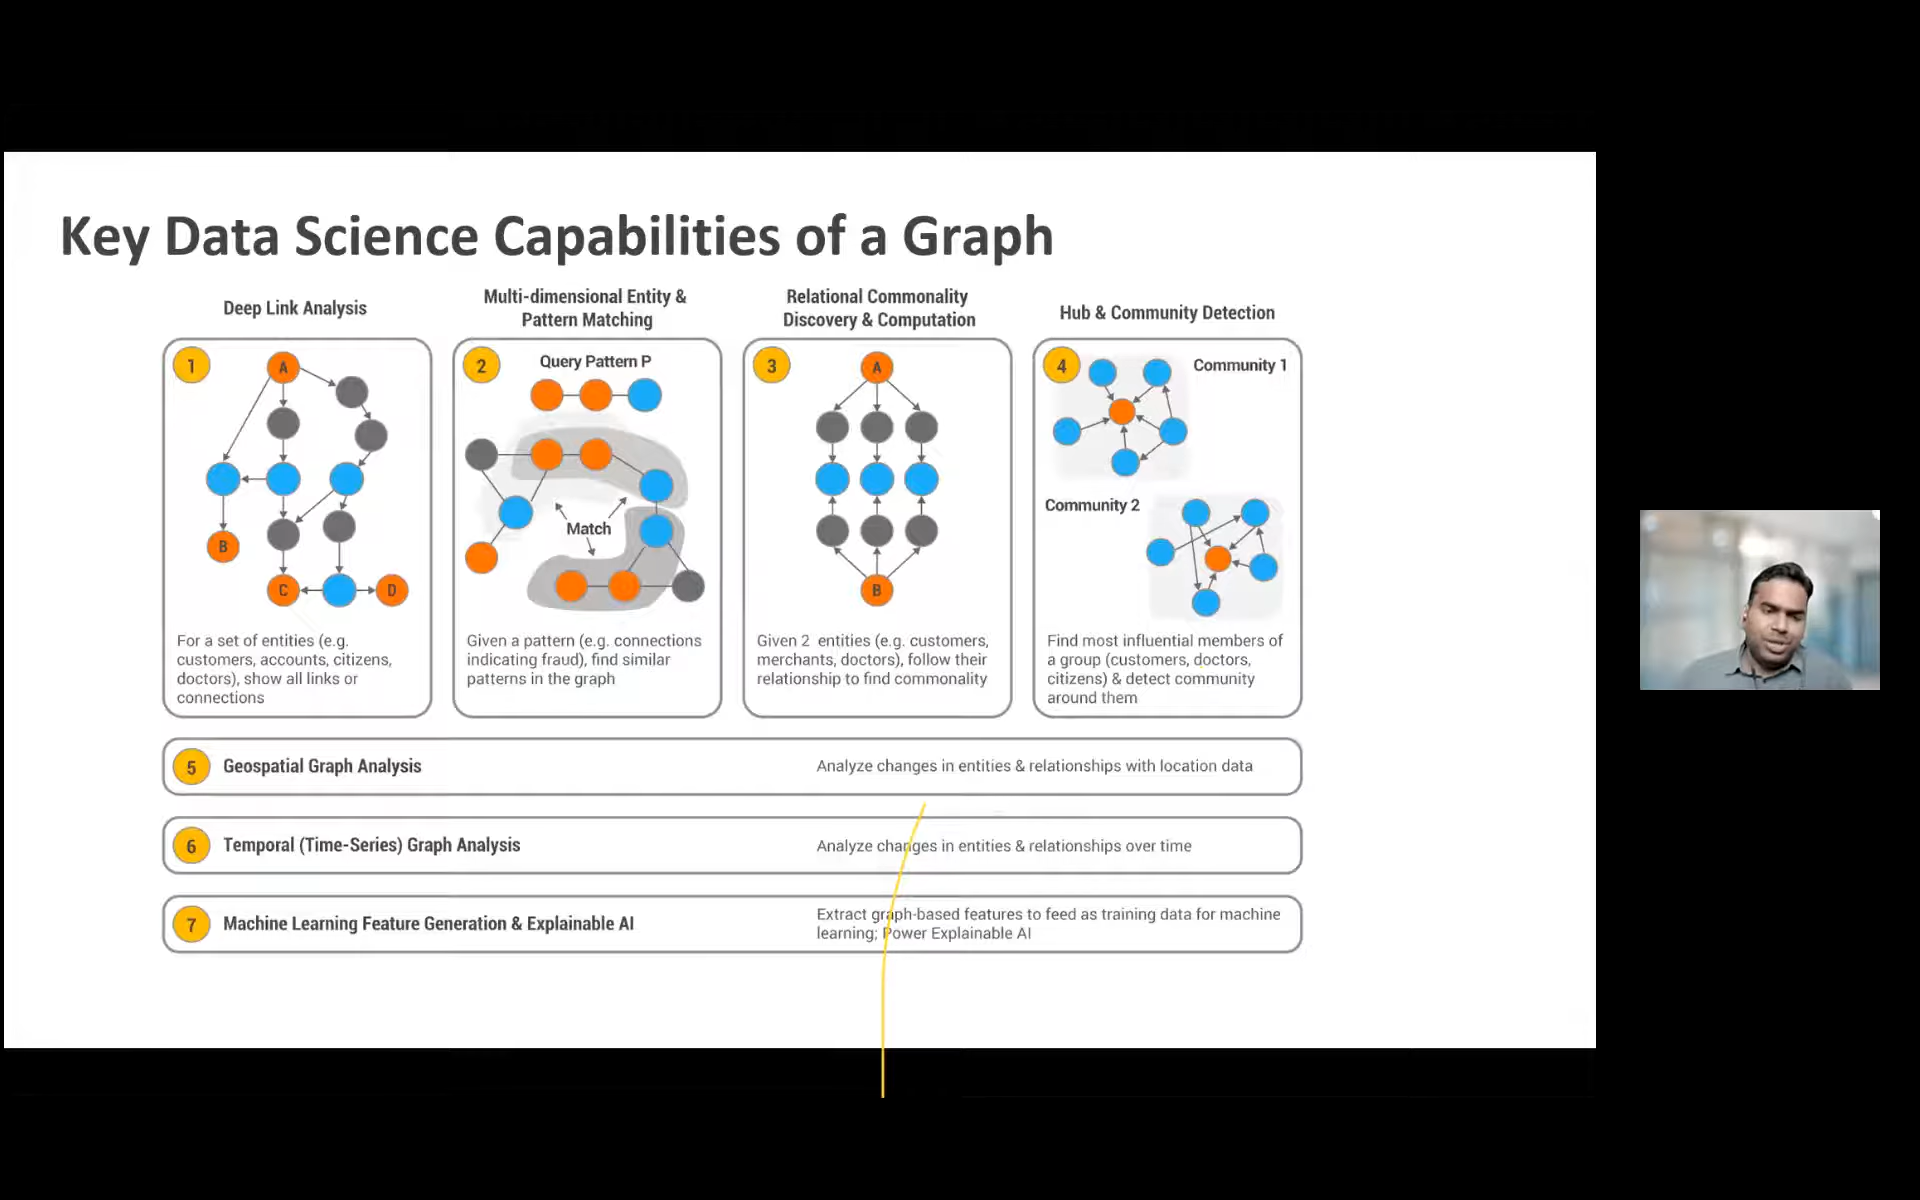 Key Data Science Capabilities of a Graph
Deep Link Analysis
1
A
B
C
D
For a set of entities (e.g.
customers, accounts, citizens,
doctors), show all links or
connections
Multi-dimensional Entity &
Pattern Matching
2
Query Pattern P
Match
Given a pattern (e.g. connections
indicating fraud), find similar
patterns in the graph
Relational Commonality
Discovery & Computation
3
A
B
Given 2 entities (e.g. customers,
merchants, doctors), follow their
relationship to find commonality
Hub & Community Detection
4
Community 1
Community 2
Find most influential members of
a group (customers, doctors,
citizens) & detect community
around them
5 Geospatial Graph Analysis
Analyze changes in entities & relationships with location data
6 Temporal (Time-Series) Graph Analysis
Analyze changes in entities & relationships over time
7 Machine Learning Feature Generation & Explainable AI
Extract graph-based features to feed as training data for machine
learning; Power Explainable AI